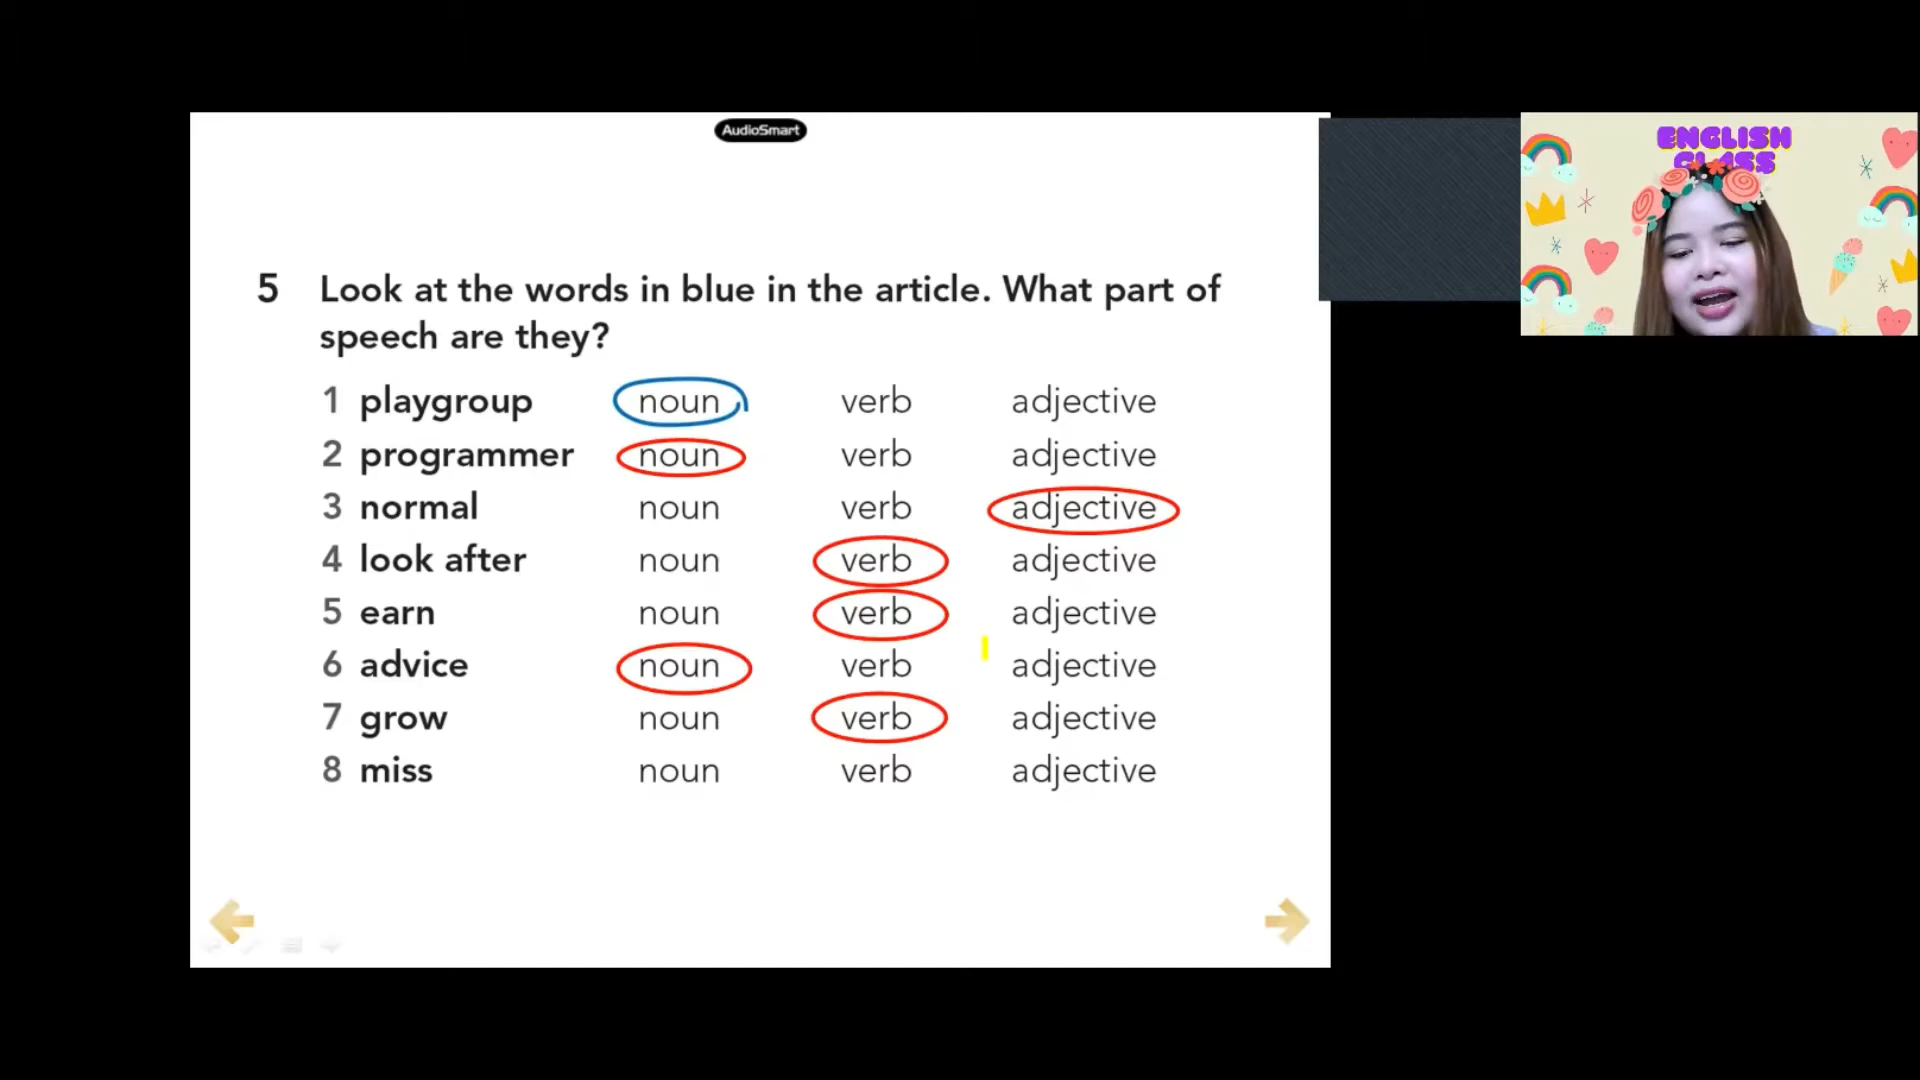 AudioSmart
ENGLISH
CLASS
5 Look at the words in blue in the article. What part of
speech are they?
1 playgroup noun verb adjective
2 programmer noun verb adjective
3 normal noun verb adjective
4 look after noun verb adjective
5 earn noun verb adjective
6 advice noun verb adjective
7 grow noun verb adjective
8 miss noun verb adjective